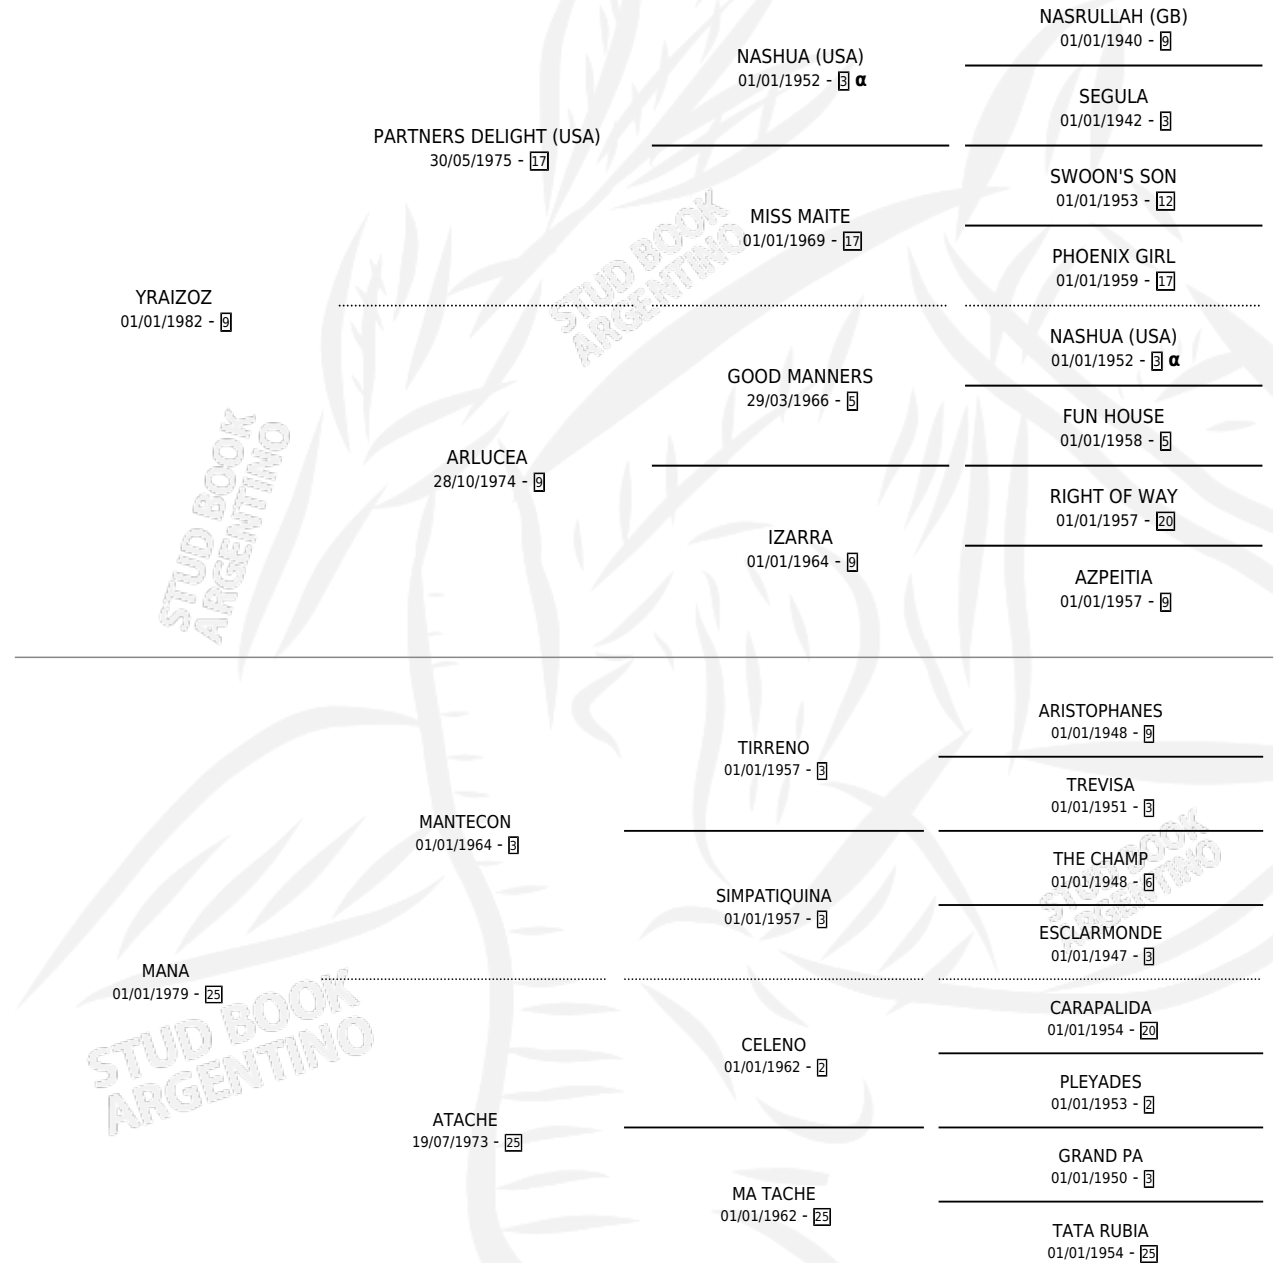 NASRULLAH (GB)
01/01/1940 - 9
NASHUA (USA)
01/01/1952 - 3 α
SEGULA
01/01/1942 - 3
PARTNERS DELIGHT (USA)
30/05/1975 - 17
SWOON'S SON
01/01/1953 - 12
MISS MAITE
01/01/1969 - 17
PHOENIX GIRL
01/01/1959 - 17
YRAIZOZ
01/01/1982 - 9
NASHUA (USA)
01/01/1952 - 3 α
GOOD MANNERS
29/03/1966 - 5
FUN HOUSE
01/01/1958 - 5
ARLUCEA
28/10/1974 - 9
RIGHT OF WAY
01/01/1957 - 20
IZARRA
01/01/1964 - 9
AZPEITIA
01/01/1957 - 9
ARISTOPHANES
01/01/1948 - 9
TIRRENO
01/01/1957 - 3
TREVISA
01/01/1951 - 3
MANTECON
01/01/1964 - 3
THE CHAMP
01/01/1948 - 6
SIMPATIQUINA
01/01/1957 - 3
ESCLARMONDE
01/01/1947 - 3
MANA
01/01/1979 - 25
CARAPALIDA
01/01/1954 - 20
CELENO
01/01/1962 - 2
PLEYADES
01/01/1953 - 2
ATACHE
19/07/1973 - 25
GRAND PA
01/01/1950 - 3
MA TACHE
01/01/1962 - 25
TATA RUBIA
01/01/1954 - 25
STUD BOOK
ARGENTINO
STUD BOOK
ARGENTINO
STUD BOOK
ARGENTINO
STUD BOOK
ARGENTINO